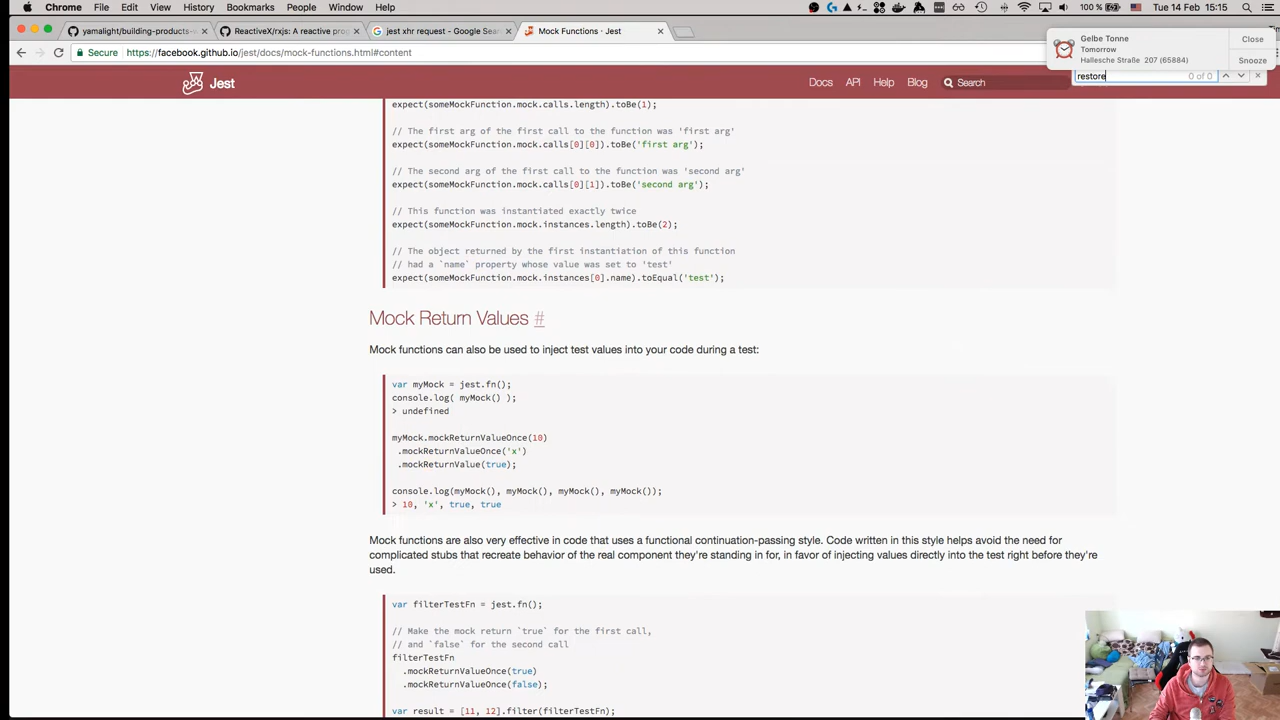 Chrome File Edit View History Bookmarks People Window Help 100 % Tue 14 Feb 15:15
yamalight/building-products-w ReactiveX/rxjs: A reactive pro jest xhr request - Google Sear Mock Functions · Jest
Secure https://facebook.github.io/jest/docs/mock-functions.html#content
Gelbe Tonne
Tomorrow
Hallesche Straße 207 (65884)
Close
Snooze
restore 0 of 0
Jest Docs API Help Blog Search
expect(someMockFunction.mock.calls.length).toBe(1);
// The first arg of the first call to the function was 'first arg'
expect(someMockFunction.mock.calls[0][0]).toBe('first arg');
// The second arg of the first call to the function was 'second arg'
expect(someMockFunction.mock.calls[0][1]).toBe('second arg');
// This function was instantiated exactly twice
expect(someMockFunction.mock.instances.length).toBe(2);
// The object returned by the first instantiation of this function
// had a `name` property whose value was set to 'test'
expect(someMockFunction.mock.instances[0].name).toEqual('test');
Mock Return Values #
Mock functions can also be used to inject test values into your code during a test:
var myMock = jest.fn();
console.log( myMock() );
> undefined
myMock.mockReturnValueOnce(10)
.mockReturnValueOnce('x')
.mockReturnValue(true);
console.log(myMock(), myMock(), myMock(), myMock());
> 10, 'x', true, true
Mock functions are also very effective in code that uses a functional continuation-passing style. Code written in this style helps avoid the need for
complicated stubs that recreate behavior of the real component they're standing in for, in favor of injecting values directly into the test right before they're
used.
var filterTestFn = jest.fn();
// Make the mock return `true` for the first call,
// and `false` for the second call
filterTestFn
.mockReturnValueOnce(true)
.mockReturnValueOnce(false);
var result = [11, 12].filter(filterTestFn);